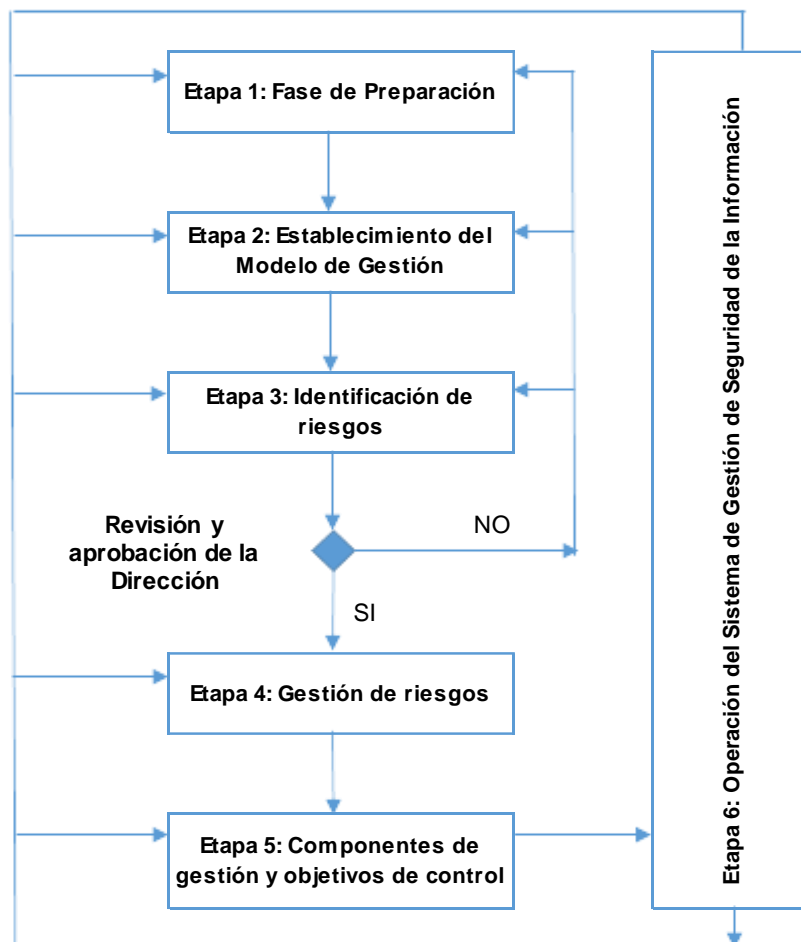 Etapa 1: Fase de Preparación
Etapa 2: Establecimiento del
Modelo de Gestión
Etapa 3: Identificación de
riesgos
Revisión y
aprobación de la
Dirección
NO
SI
Etapa 4: Gestión de riesgos
Etapa 5: Componentes de
gestión y objetivos de control
Etapa 6: Operación del Sistema de Gestión de Seguridad de la Información